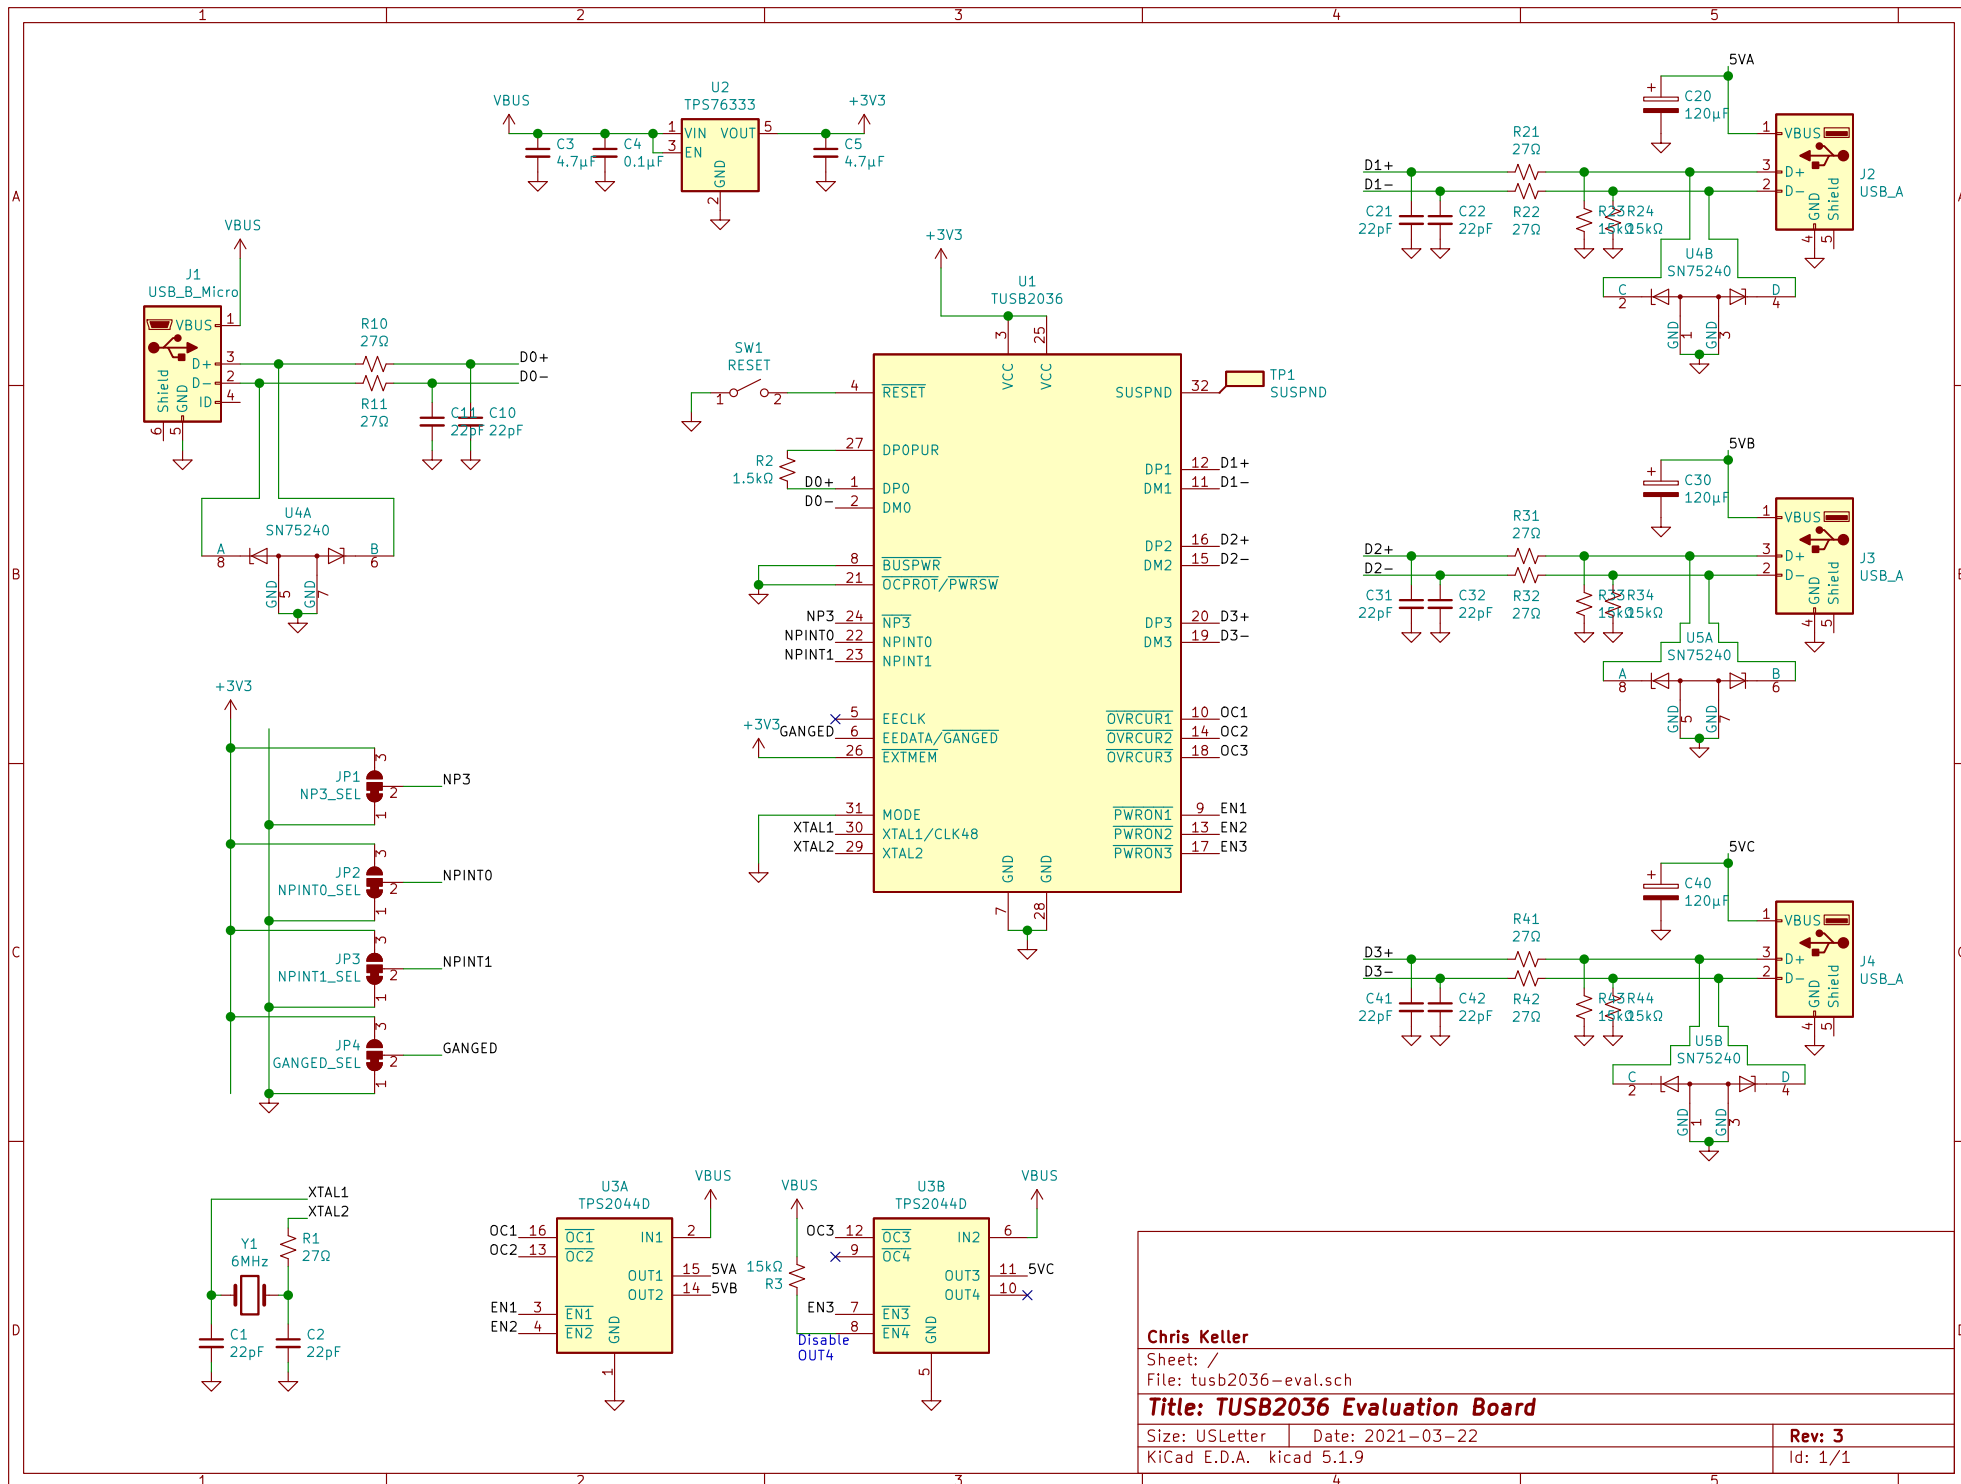 1 2 3 4 5
A
B
C
D
A
B
C
D
VBUS
U2
TPS76333
+3V3
1 VIN VOUT 5
3 EN
GND
2
C3
4.7µF
C4
0.1µF
C5
4.7µF
VBUS
J1
USB_B_Micro
VBUS 1
D+ 3
D- 2
ID 4
Shield
GND
6 5
R10
27Ω
R11
27Ω
D0+
D0-
C11
22pF
C10
22pF
U4A
SN75240
A
8
B
6
GND
5
GND
7
+3V3
JP1
NP3_SEL
3
2
1
NP3
JP2
NPINT0_SEL
3
2
1
NPINT0
JP3
NPINT1_SEL
3
2
1
NPINT1
JP4
GANGED_SEL
3
2
1
GANGED
XTAL1
XTAL2
Y1
6MHz
R1
27Ω
C1
22pF
C2
22pF
+3V3
U1
TUSB2036
3
VCC
25
VCC
SW1
RESET
1 2
4 RESET
27 DP0PUR
R2
1.5kΩ
D0+ 1 DP0
D0- 2 DM0
8 BUSPWR
21 OCPROT/PWRSW
NP3 24 NP3
NPINT0 22 NPINT0
NPINT1 23 NPINT1
+3V3
5 EECLK
GANGED 6 EEDATA/GANGED
26 EXTMEM
31 MODE
XTAL1 30 XTAL1/CLK48
XTAL2 29 XTAL2
GND
7
GND
28
SUSPND 32
TP1
SUSPND
DP1 12 D1+
DM1 11 D1-
DP2 16 D2+
DM2 15 D2-
DP3 20 D3+
DM3 19 D3-
OVRCUR1 10 OC1
OVRCUR2 14 OC2
OVRCUR3 18 OC3
PWRON1 9 EN1
PWRON2 13 EN2
PWRON3 17 EN3
5VA
C20
120µF
R21
27Ω
D1+
D1-
C21
22pF
C22
22pF
R22
27Ω
R23
15kΩ
R24
15kΩ
1 VBUS
3 D+
2 D-
GND
Shield
4 5
J2
USB_A
U4B
SN75240
C
2
D
4
GND
1
GND
3
5VB
C30
120µF
R31
27Ω
D2+
D2-
C31
22pF
C32
22pF
R32
27Ω
R33
15kΩ
R34
15kΩ
1 VBUS
3 D+
2 D-
GND
Shield
4 5
J3
USB_A
U5A
SN75240
A
8
B
6
GND
5
GND
7
5VC
C40
120µF
R41
27Ω
D3+
D3-
C41
22pF
C42
22pF
R42
27Ω
R43
15kΩ
R44
15kΩ
1 VBUS
3 D+
2 D-
GND
Shield
4 5
J4
USB_A
U5B
SN75240
C
2
D
4
GND
1
GND
3
U3A
TPS2044D
VBUS
OC1 16 OC1 IN1 2
OC2 13 OC2
OUT1 15 5VA
OUT2 14 5VB
EN1 3 EN1
EN2 4 EN2
GND
1
VBUS
15kΩ
R3
Disable
OUT4
U3B
TPS2044D
VBUS
OC3 12 OC3 IN2 6
9 OC4
OUT3 11 5VC
OUT4 10
EN3 7 EN3
8 EN4
GND
5
Chris Keller
Sheet: /
File: tusb2036-eval.sch
Title: TUSB2036 Evaluation Board
Size: USLetter Date: 2021-03-22 Rev: 3
KiCad E.D.A. kicad 5.1.9 Id: 1/1
1 2 3 4 5